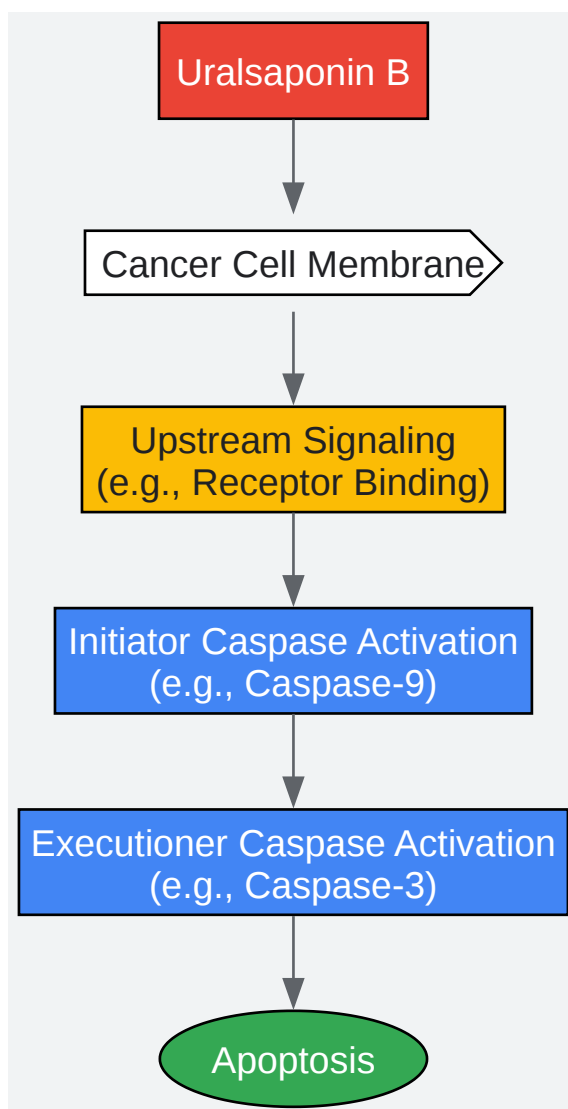 Uralsaponin B
Cancer Cell Membrane
Upstream Signaling
(e.g., Receptor Binding)
Initiator Caspase Activation
(e.g., Caspase-9)
Executioner Caspase Activation
(e.g., Caspase-3)
Apoptosis